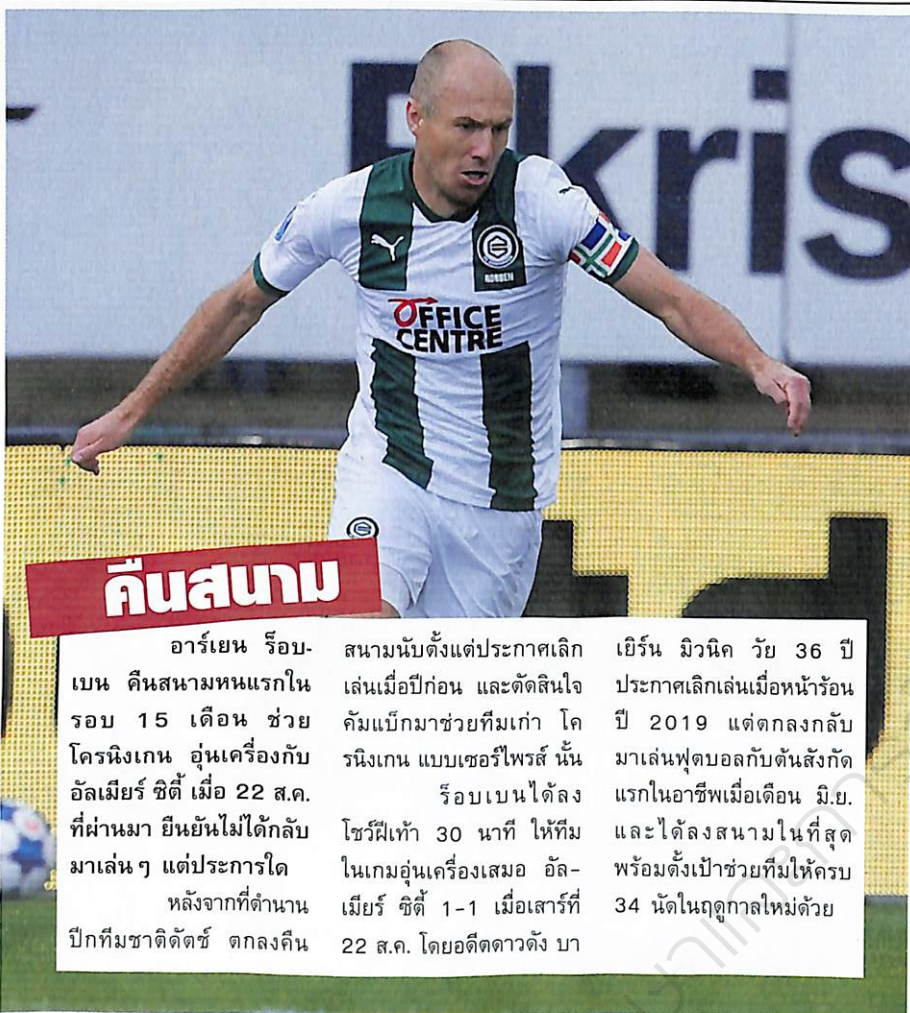 Ekris
ROBBEN
OFFICE
CENTRE
td
คืนสนาม
อาร์เยน ร็อบ-
เบน คืนสนามหนแรกใน
รอบ 15 เดือน ช่วย
โครนิงเกน อุ่นเครื่องกับ
อัลเมียร์ ซิตี้ เมื่อ 22 ส.ค.
ที่ผ่านมา ยืนยันไม่ได้กลับ
มาเล่นๆ แต่ประการใด
หลังจากที่ตำนาน
ปีกทีมชาติดัตช์ ตกลงคืน
สนามนับตั้งแต่ประกาศเลิก
เล่นเมื่อปีก่อน และตัดสินใจ
คัมแบ็กมาช่วยทีมเก่า โค
รนิงเกน แบบเซอร์ไพรส์ นั้น
ร็อบเบนได้ลง
โชว์ฝีเท้า 30 นาที ให้ทีม
ในเกมอุ่นเครื่องเสมอ อัล-
เมียร์ ซิตี้ 1-1 เมื่อเสาร์ที่
22 ส.ค. โดยอดีตดาวดัง บา
เยิร์น มิวนิค วัย 36 ปี
ประกาศเลิกเล่นเมื่อหน้าร้อน
ปี 2019 แต่ตกลงกลับ
มาเล่นฟุตบอลกับต้นสังกัด
แรกในอาชีพเมื่อเดือน มิ.ย.
และได้ลงสนามในที่สุด
พร้อมตั้งเป้าช่วยทีมให้ครบ
34 นัดในฤดูกาลใหม่ด้วย